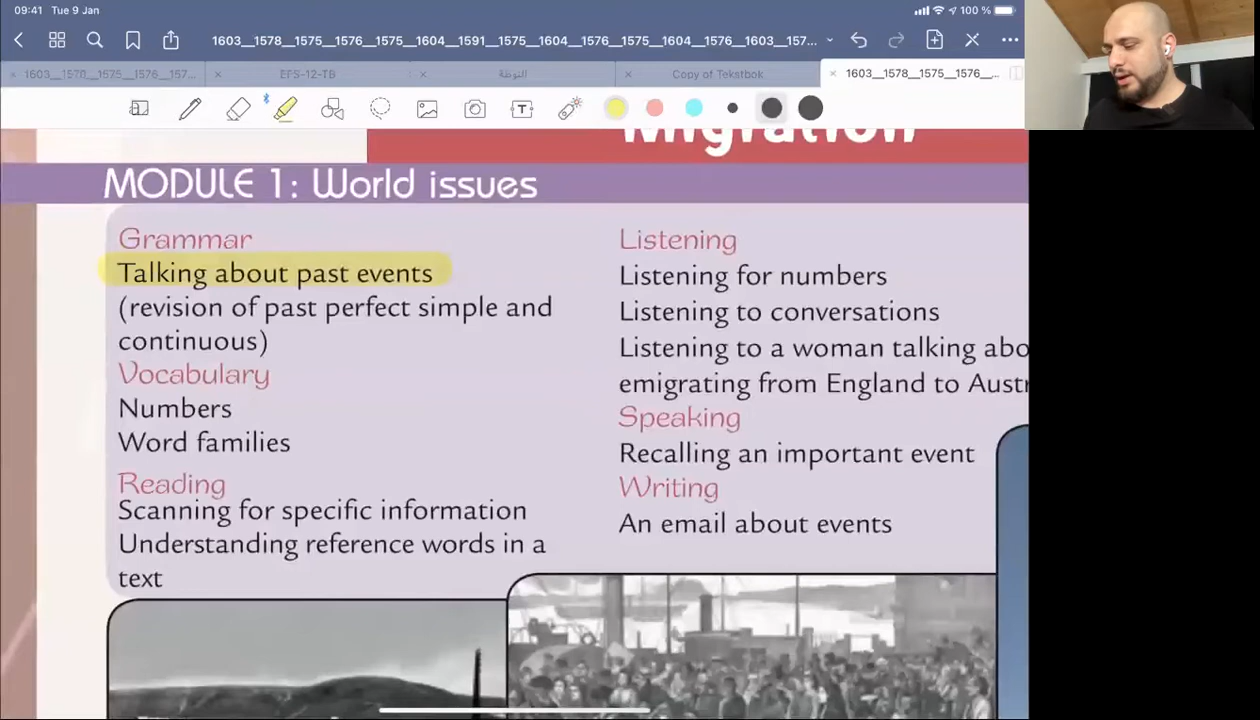 09:41 Tue 9 Jan
100 %
1603__1578__1575__1576__1575__1604__1591__1575__1604__1576__1575__1604__1576__1603__157...
1603__1578__1575__1576__157...
EFS-12-TB
النوطة
Copy of Tekstbok
1603__1578__1575__1576__...
Migration
MODULE 1: World issues
Grammar
Talking about past events
(revision of past perfect simple and
continuous)
Vocabulary
Numbers
Word families
Reading
Scanning for specific information
Understanding reference words in a
text
Listening
Listening for numbers
Listening to conversations
Listening to a woman talking abo
emigrating from England to Austr
Speaking
Recalling an important event
Writing
An email about events